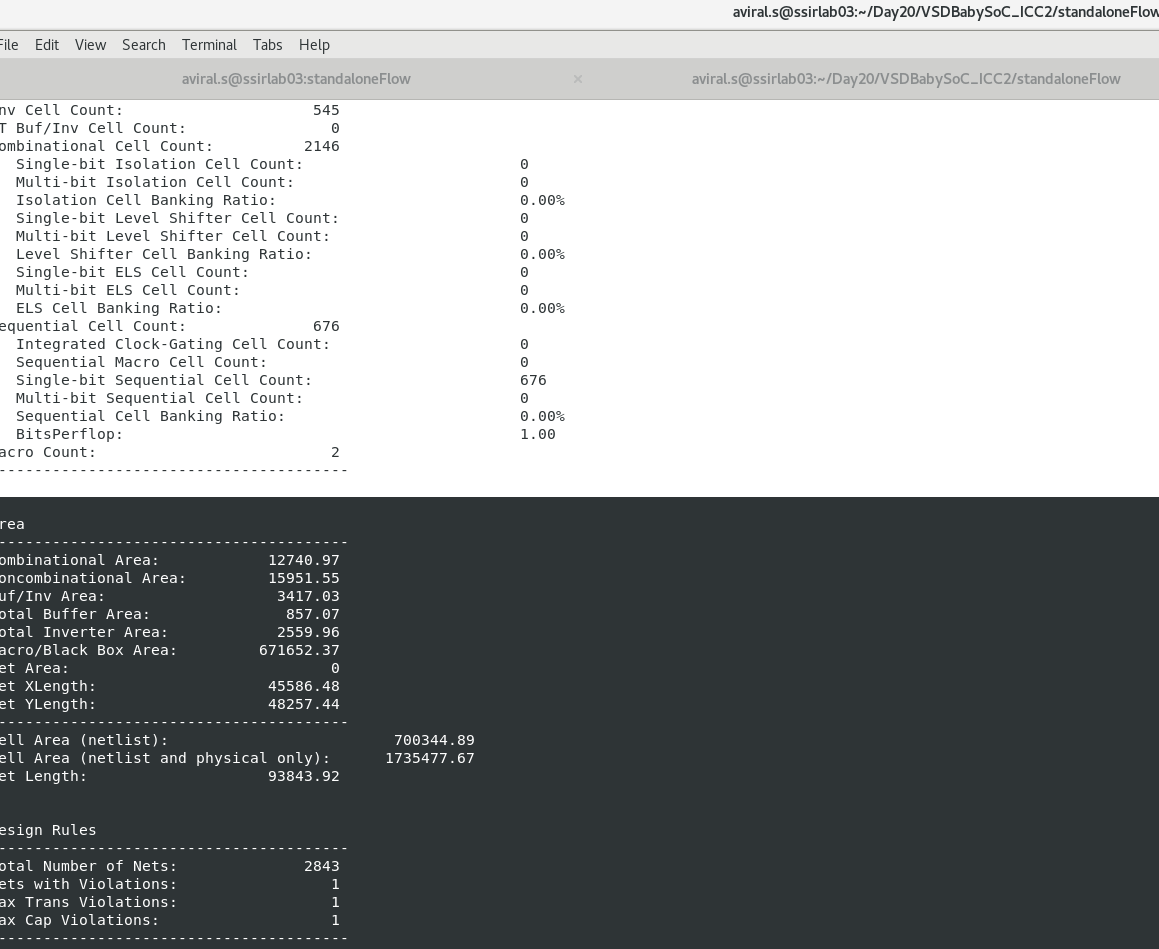 aviral.s@ssirlab03:~/Day20/VSDBabySoC_ICC2/standaloneFlow
File Edit View Search Terminal Tabs Help
aviral.s@ssirlab03:standaloneFlow × aviral.s@ssirlab03:~/Day20/VSDBabySoC_ICC2/standaloneFlow
nv Cell Count: 545
T Buf/Inv Cell Count: 0
ombinational Cell Count: 2146
Single-bit Isolation Cell Count: 0
Multi-bit Isolation Cell Count: 0
Isolation Cell Banking Ratio: 0.00%
Single-bit Level Shifter Cell Count: 0
Multi-bit Level Shifter Cell Count: 0
Level Shifter Cell Banking Ratio: 0.00%
Single-bit ELS Cell Count: 0
Multi-bit ELS Cell Count: 0
ELS Cell Banking Ratio: 0.00%
equential Cell Count: 676
Integrated Clock-Gating Cell Count: 0
Sequential Macro Cell Count: 0
Single-bit Sequential Cell Count: 676
Multi-bit Sequential Cell Count: 0
Sequential Cell Banking Ratio: 0.00%
BitsPerflop: 1.00
acro Count: 2
---------------------------------------
rea
---------------------------------------
ombinational Area: 12740.97
oncombinational Area: 15951.55
uf/Inv Area: 3417.03
otal Buffer Area: 857.07
otal Inverter Area: 2559.96
acro/Black Box Area: 671652.37
et Area: 0
et XLength: 45586.48
et YLength: 48257.44
---------------------------------------
ell Area (netlist): 700344.89
ell Area (netlist and physical only): 1735477.67
et Length: 93843.92
esign Rules
---------------------------------------
otal Number of Nets: 2843
ets with Violations: 1
ax Trans Violations: 1
ax Cap Violations: 1
---------------------------------------